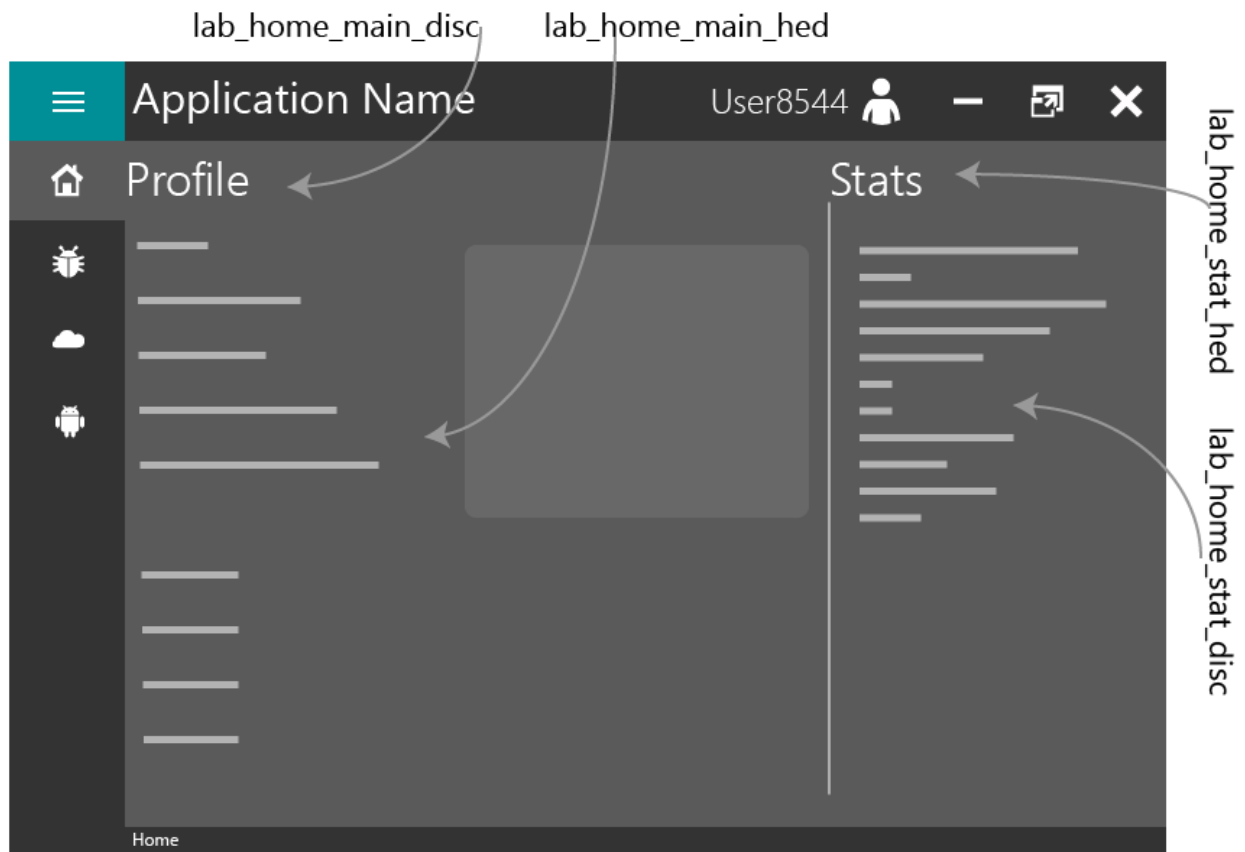 lab_home_main_disc lab_home_main_hed
Application Name User8544
Profile Stats
lab_home_stat_hed
lab_home_stat_disc
Home